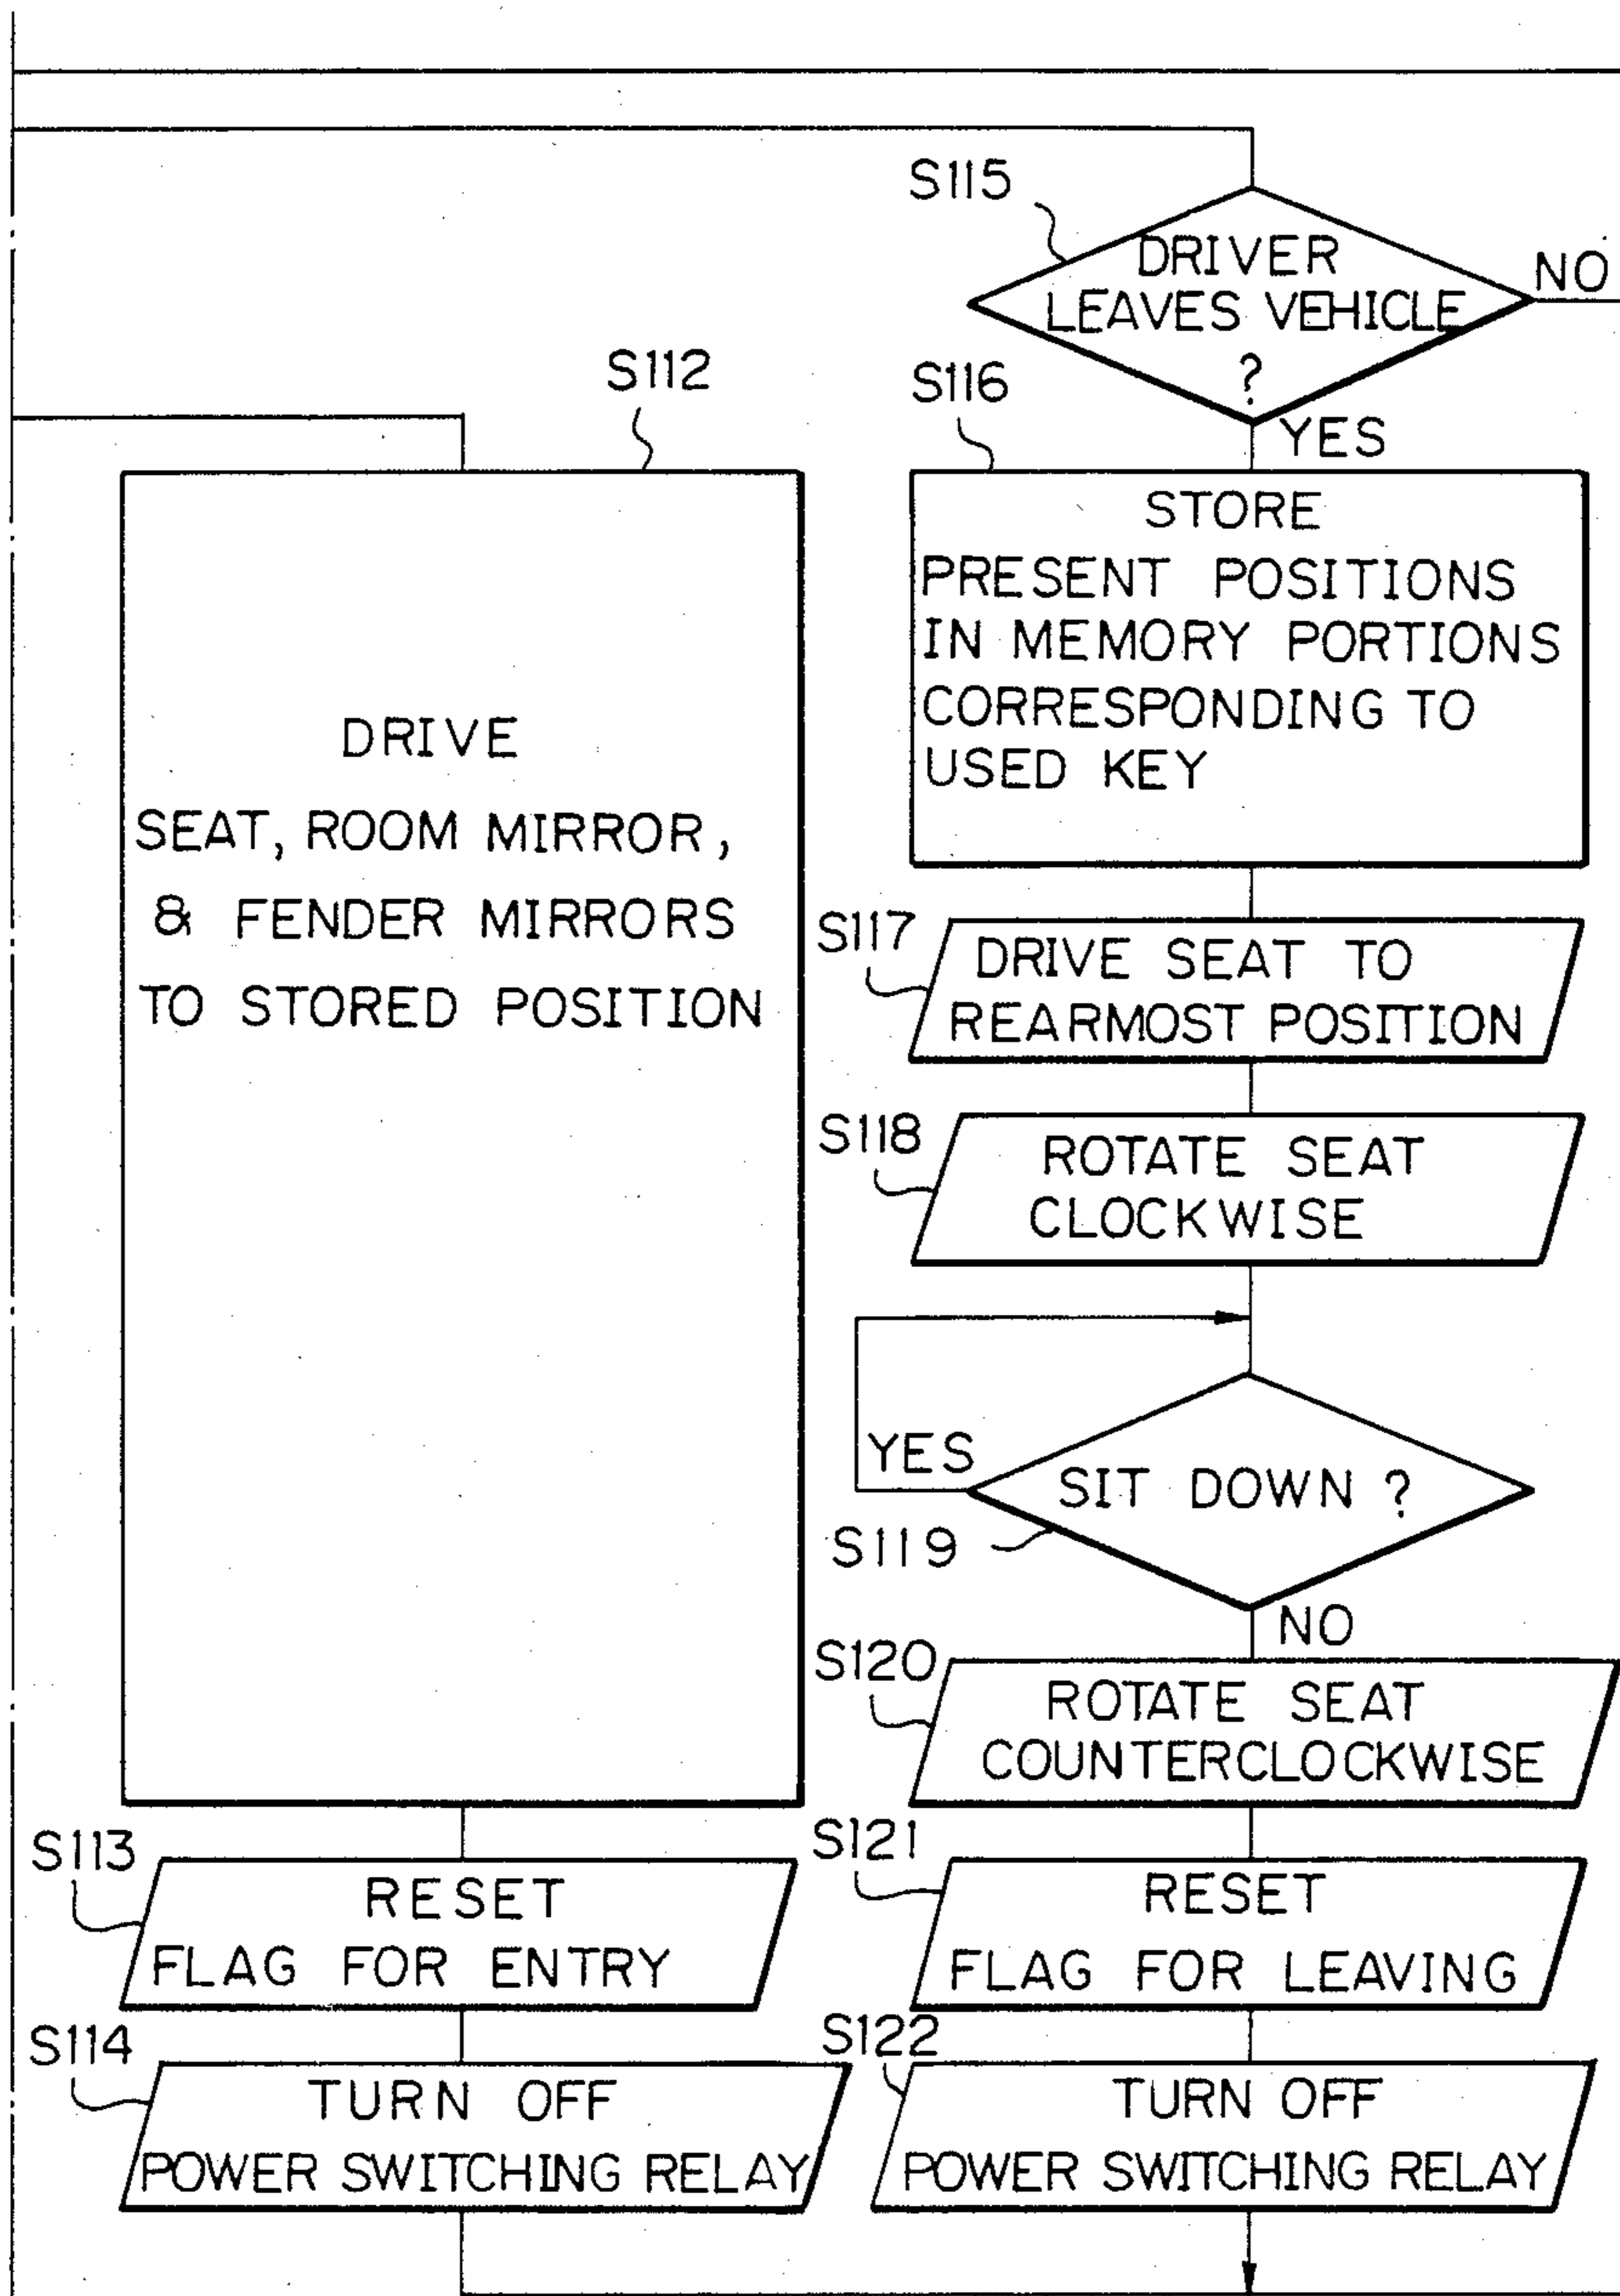 S112
DRIVE
SEAT, ROOM MIRROR,
& FENDER MIRRORS
TO STORED POSITION
S113
RESET
FLAG FOR ENTRY
S114
TURN OFF
POWER SWITCHING RELAY
S115
DRIVER
LEAVES VEHICLE
?
NO
YES
S116
STORE
PRESENT POSITIONS
IN MEMORY PORTIONS
CORRESPONDING TO
USED KEY
S117
DRIVE SEAT TO
REARMOST POSITION
S118
ROTATE SEAT
CLOCKWISE
YES
SIT DOWN ?
S119
NO
S120
ROTATE SEAT
COUNTERCLOCKWISE
S121
RESET
FLAG FOR LEAVING
S122
TURN OFF
POWER SWITCHING RELAY